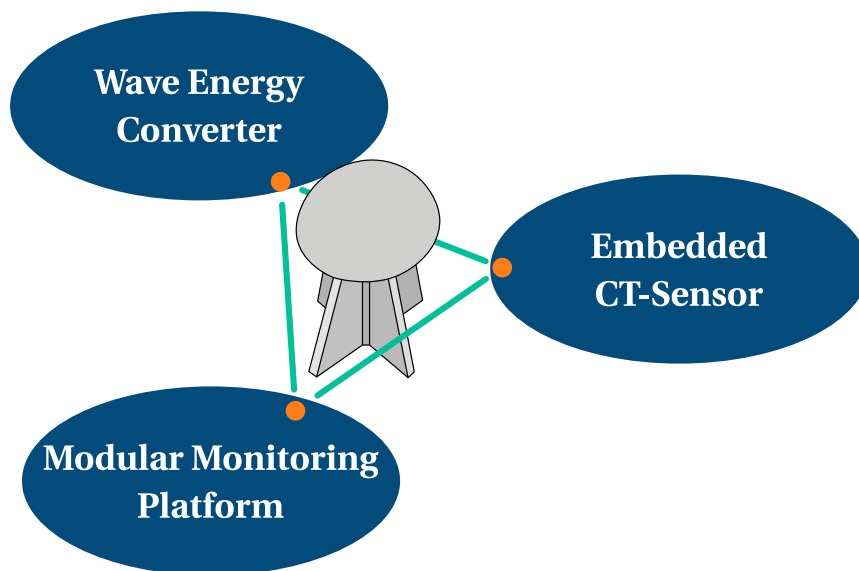 Wave Energy
Converter
Embedded
CT-Sensor
Modular Monitoring
Platform